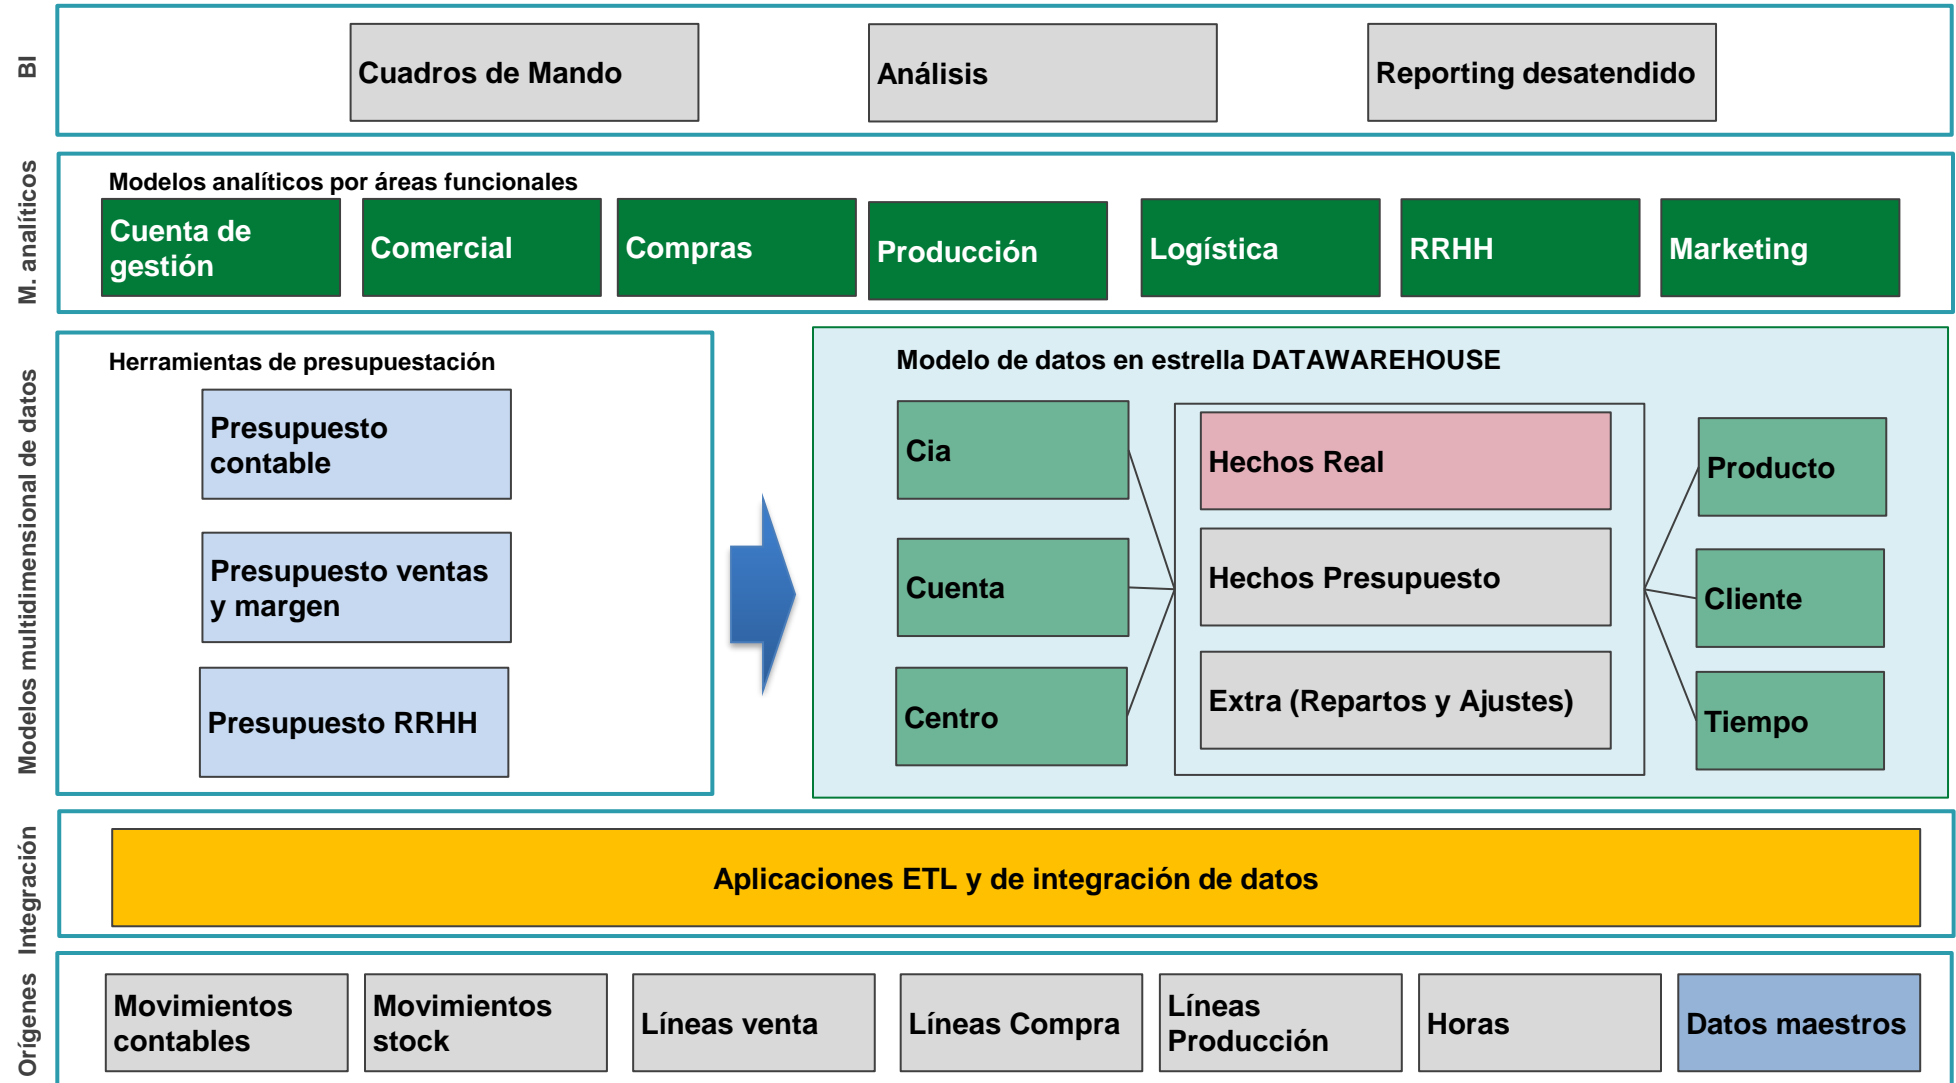 BI
Cuadros de Mando
Análisis
Reporting desatendido
M. analíticos
Modelos analíticos por áreas funcionales
Cuenta de
gestión
Comercial
Compras
Producción
Logística
RRHH
Marketing
Modelos multidimensional de datos
Herramientas de presupuestación
Presupuesto
contable
Presupuesto ventas
y margen
Presupuesto RRHH
Modelo de datos en estrella DATAWAREHOUSE
Cia
Cuenta
Centro
Hechos Real
Hechos Presupuesto
Extra (Repartos y Ajustes)
Producto
Cliente
Tiempo
Integración
Aplicaciones ETL y de integración de datos
Orígenes
Movimientos
contables
Movimientos
stock
Líneas venta
Líneas Compra
Líneas
Producción
Horas
Datos maestros